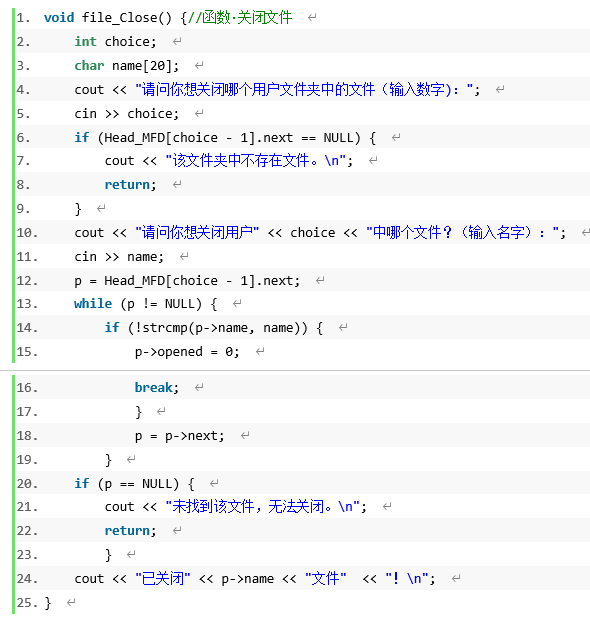 1. void file_Close() {//函数·关闭文件 ↵
2. int choice; ↵
3. char name[20]; ↵
4. cout << "请问你想关闭哪个用户文件夹中的文件（输入数字）：";  ↵
5. cin >> choice; ↵
6. if (Head_MFD[choice - 1].next == NULL) { ↵
7. cout << "该文件夹中不存在文件。\n"; ↵
8. return; ↵
9. } ↵
10. cout << "请问你想关闭用户" << choice << "中哪个文件？（输入名字）："; ↵
11. cin >> name; ↵
12. p = Head_MFD[choice - 1].next; ↵
13. while (p != NULL) { ↵
14. if (!strcmp(p->name, name)) { ↵
15. p->opened = 0; ↵
16. break; ↵
17. } ↵
18. p = p->next; ↵
19. } ↵
20. if (p == NULL) { ↵
21. cout << "未找到该文件，无法关闭。\n"; ↵
22. return; ↵
23. } ↵
24. cout << "已关闭" << p->name << "文件"  << "！\n"; ↵
25. } ↵